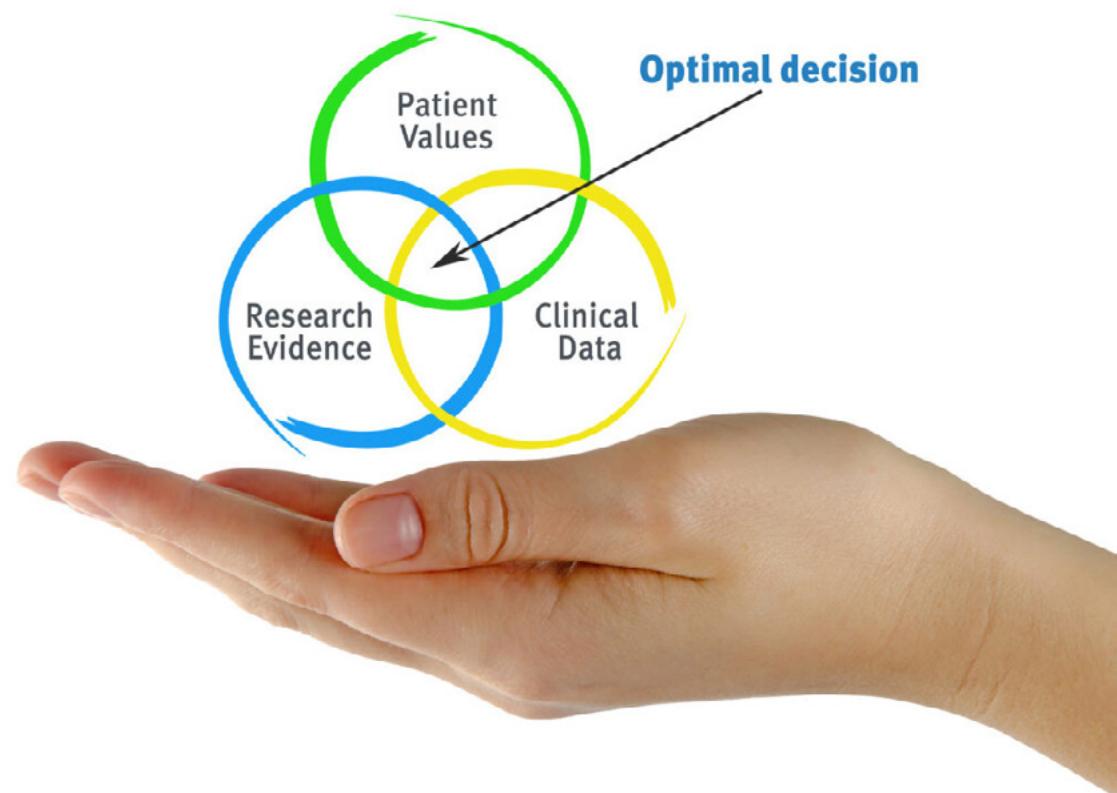 Patient
Values
Optimal decision
Research
Evidence
Clinical
Data